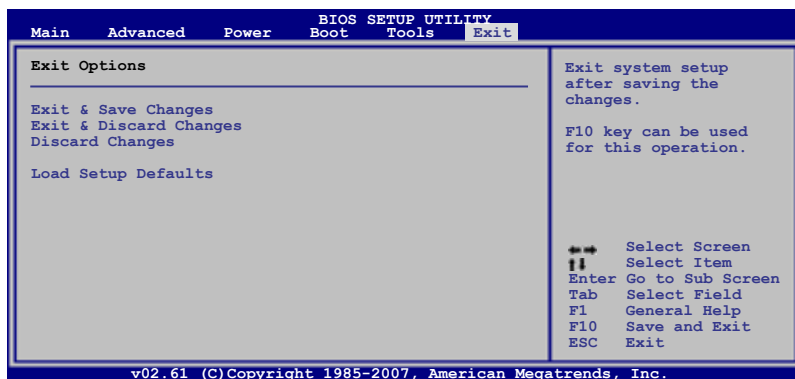 BIOS SETUP UTILITY
Main Advanced Power Boot Tools Exit
Exit Options
Exit & Save Changes
Exit & Discard Changes
Discard Changes
Load Setup Defaults
Exit system setup
after saving the
changes.
F10 key can be used
for this operation.
Select Screen
Select Item
Enter Go to Sub Screen
Tab Select Field
F1 General Help
F10 Save and Exit
ESC Exit
v02.61 (C)Copyright 1985-2007, American Megatrends, Inc.